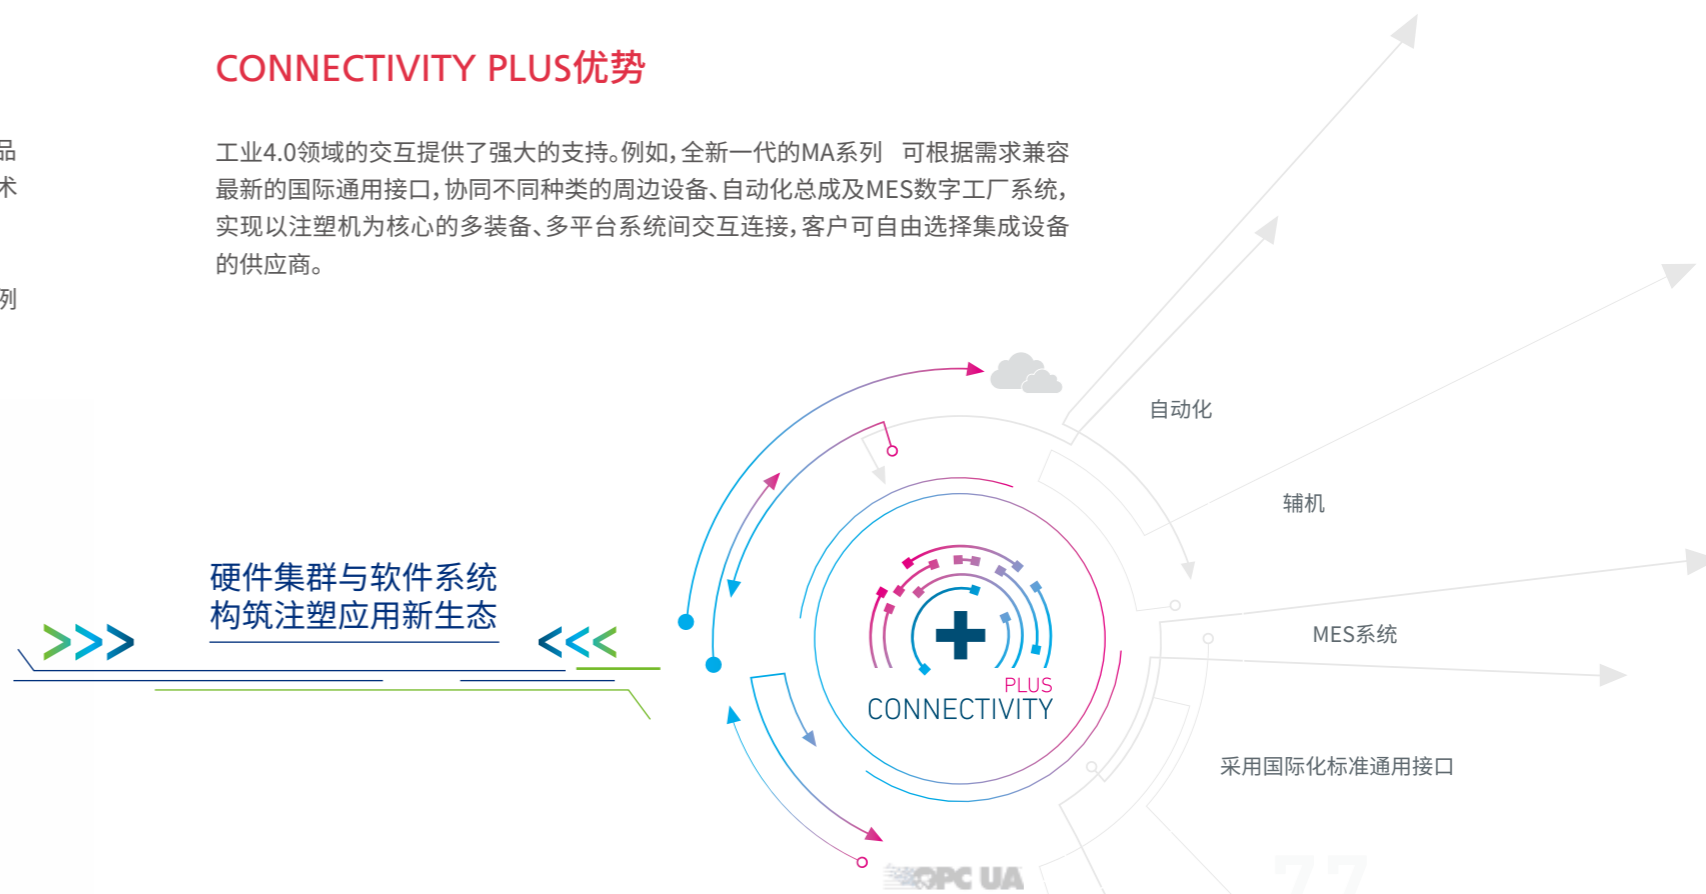 CONNECTIVITY PLUS优势
品
术
例
工业4.0领域的交互提供了强大的支持。例如，全新一代的MA系列 可根据需求兼容
最新的国际通用接口，协同不同种类的周边设备、自动化总成及MES数字工厂系统，
实现以注塑机为核心的多装备、多平台系统间交互连接，客户可自由选择集成设备
的供应商。
自动化
辅机
硬件集群与软件系统
构筑注塑应用新生态
MES系统
PLUS
CONNECTIVITY
采用国际化标准通用接口
OPC UA